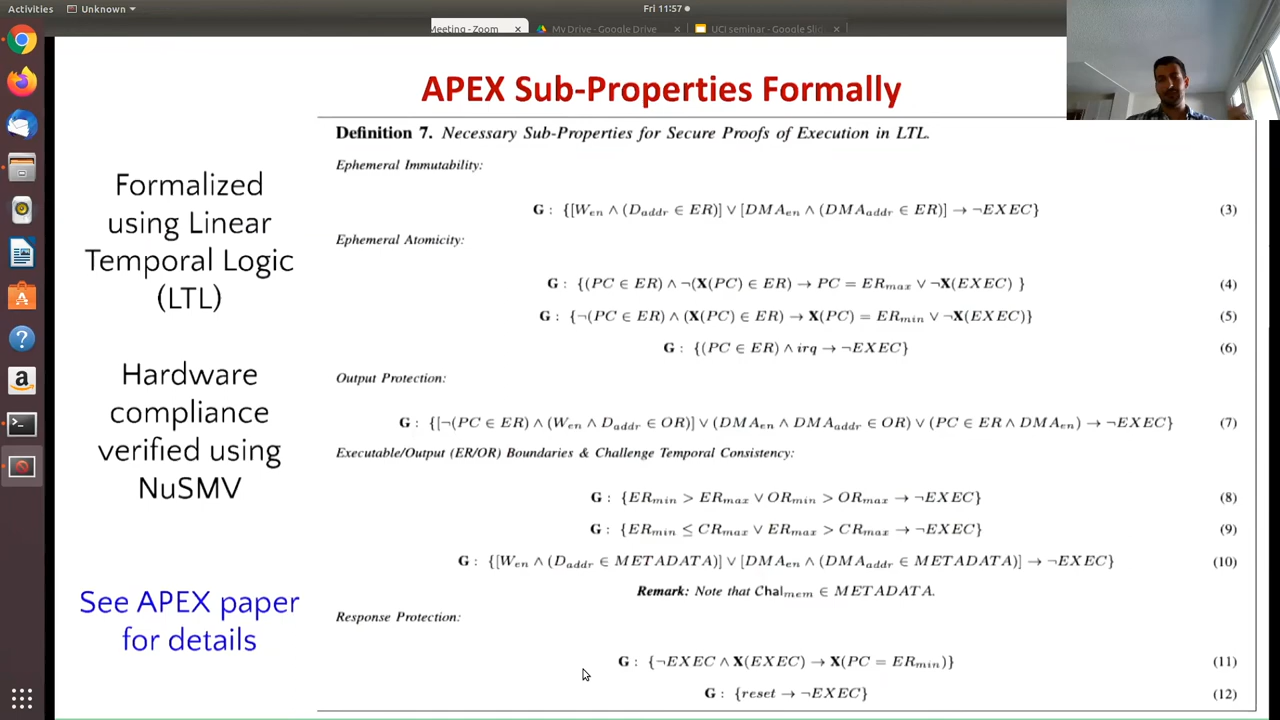 Activities
Unknown
Fri 11:57
Meeting - Zoom
My Drive - Google Drive
UCI seminar - Google Slid
APEX Sub-Properties Formally
Formalized
using Linear
Temporal Logic
(LTL)
Hardware
compliance
verified using
NuSMV
See APEX paper
for details
Definition 7. Necessary Sub-Properties for Secure Proofs of Execution in LTL.
Ephemeral Immutability:
G : {[W_en ∧ (D_addr ∈ ER)] ∨ [DMA_en ∧ (DMA_addr ∈ ER)] → ¬EXEC} (3)
Ephemeral Atomicity:
G : {(PC ∈ ER) ∧ ¬(X(PC) ∈ ER) → PC = ER_max ∨ ¬X(EXEC) } (4)
G : {¬(PC ∈ ER) ∧ (X(PC) ∈ ER) → X(PC) = ER_min ∨ ¬X(EXEC)} (5)
G : {(PC ∈ ER) ∧ irq → ¬EXEC} (6)
Output Protection:
G : {[¬(PC ∈ ER) ∧ (W_en ∧ D_addr ∈ OR)] ∨ (DMA_en ∧ DMA_addr ∈ OR) ∨ (PC ∈ ER ∧ DMA_en) → ¬EXEC} (7)
Executable/Output (ER/OR) Boundaries & Challenge Temporal Consistency:
G : {ER_min > ER_max ∨ OR_min > OR_max → ¬EXEC} (8)
G : {ER_min ≤ CR_max ∨ ER_max > CR_max → ¬EXEC} (9)
G : {[W_en ∧ (D_addr ∈ METADATA)] ∨ [DMA_en ∧ (DMA_addr ∈ METADATA)] → ¬EXEC} (10)
Remark: Note that Chal_mem ∈ METADATA.
Response Protection:
G : {¬EXEC ∧ X(EXEC) → X(PC = ER_min)} (11)
G : {reset → ¬EXEC} (12)